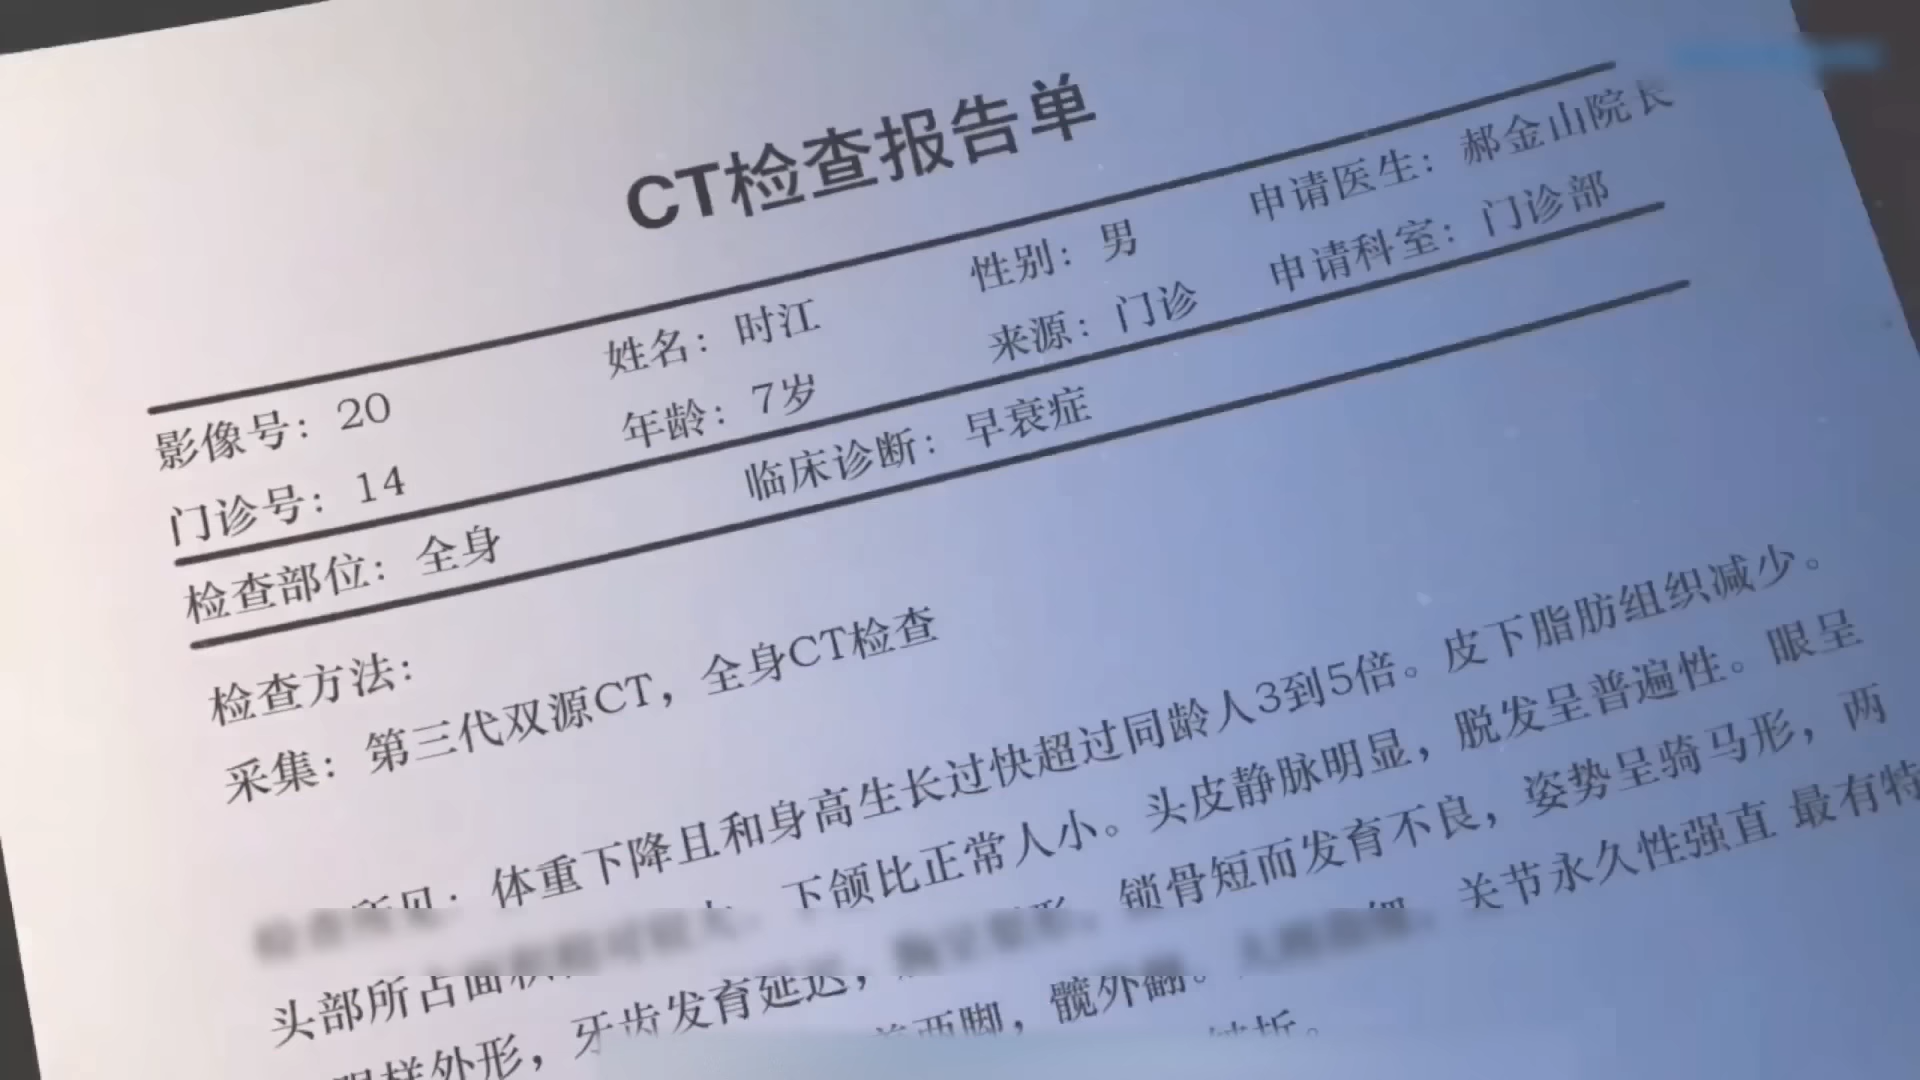 CT检查报告单
影像号：20 姓名：时江 性别：男 申请医生：郝金山院长
门诊号：14 年龄：7岁 来源：门诊 申请科室：门诊部
检查部位：全身 临床诊断：早衰症
检查方法：
采集：第三代双源CT，全身CT检查
体重下降且和身高生长过快超过同龄人3到5倍。皮下脂肪组织减少。
头部所占面积 下颌比正常人小。头皮静脉明显，脱发呈普遍性。眼呈
外形，牙齿发育延迟， 锁骨短而发育不良，姿势呈骑马形，两
两脚，髋外翻。 关节永久性强直 最有特